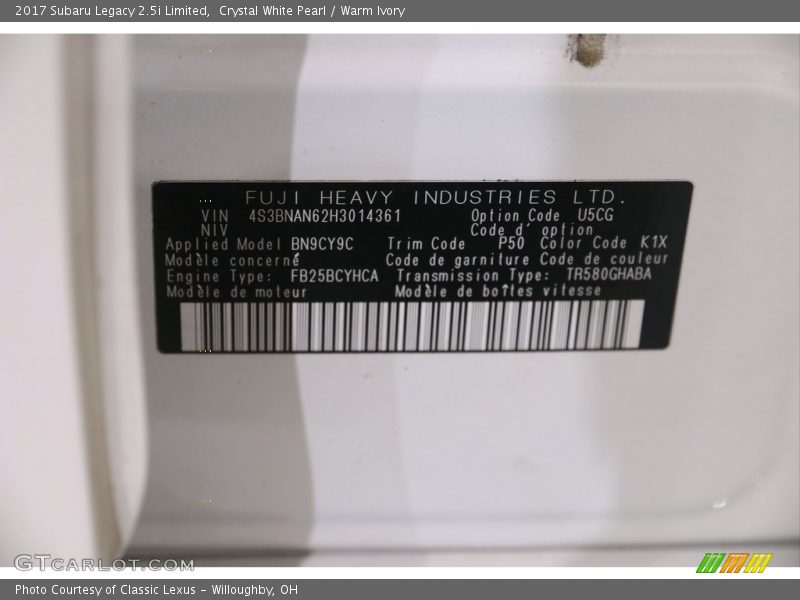 2017 Subaru Legacy 2.5i Limited,  Crystal White Pearl / Warm Ivory
FUJI HEAVY INDUSTRIES LTD.
VIN 4S3BNAN62H3014361 Option Code U5CG
NIV Code d'option
Applied Model BN9CY9C Trim Code P50 Color Code K1X
Modèle concerné Code de garniture Code de couleur
Engine Type: FB25BCYHCA Transmission Type: TR580GHABA
Modèle de moteur Modèle de boîtes vitesse
GTcarlot.com
Photo Courtesy of Classic Lexus - Willoughby, OH